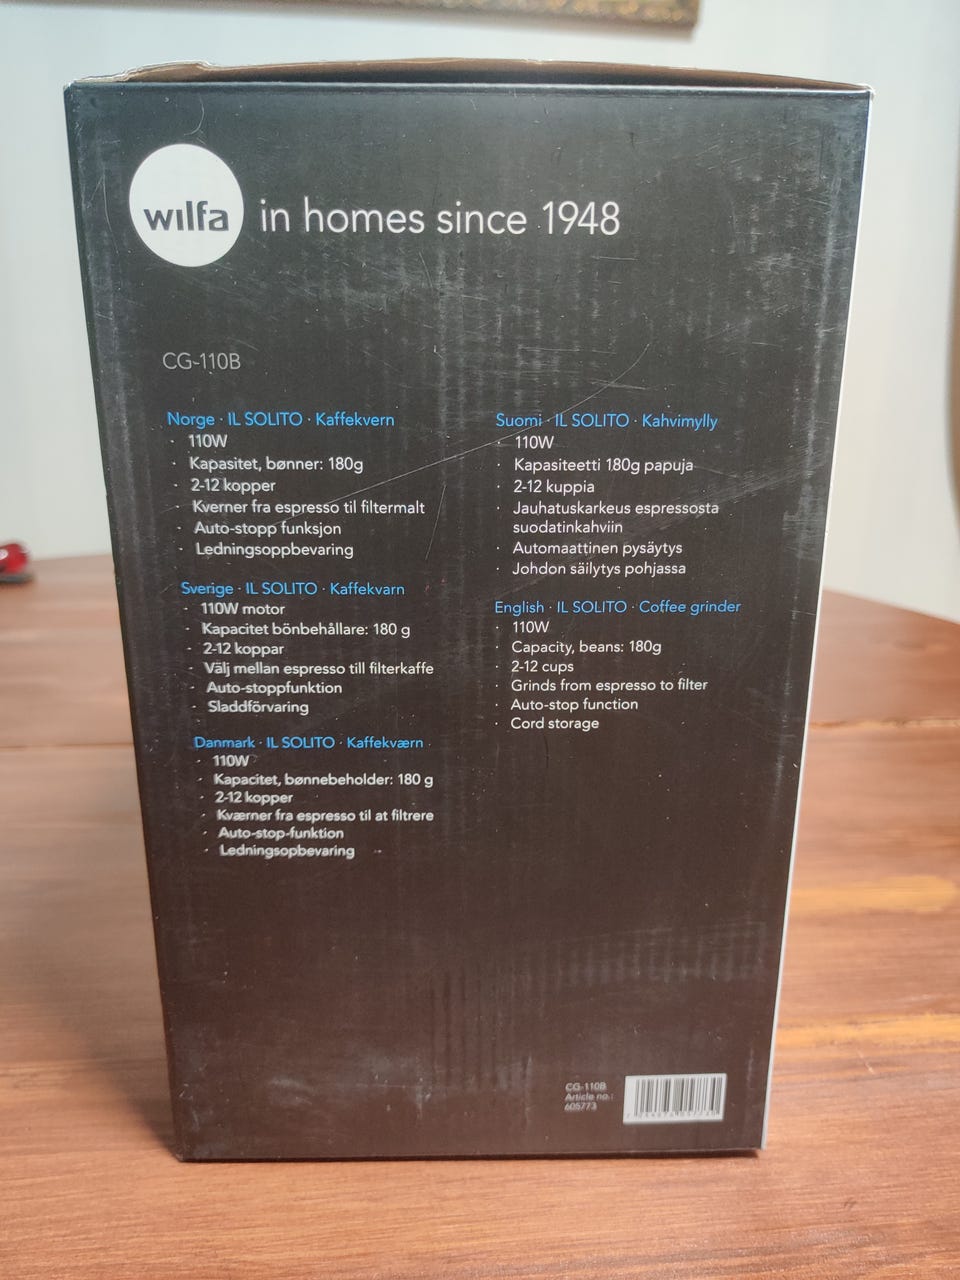 wilfa in homes since 1948
CG-110B
Norge · IL SOLITO · Kaffekvern
· 110W
· Kapasitet, bønner: 180g
· 2-12 kopper
· Kverner fra espresso til filtermalt
· Auto-stopp funksjon
· Ledningsoppbevaring
Sverige · IL SOLITO · Kaffekvarn
· 110W motor
· Kapacitet bönbehållare: 180 g
· 2-12 koppar
· Välj mellan espresso till filterkaffe
· Auto-stoppfunktion
· Sladdförvaring
Danmark · IL SOLITO · Kaffekværn
· 110W
· Kapacitet, bønnebeholder: 180 g
· 2-12 kopper
· Kværner fra espresso til at filtrere
· Auto-stop-funktion
· Ledningsopbevaring
Suomi · IL SOLITO · Kahvimylly
· 110W
· Kapasiteetti 180g papuja
· 2-12 kuppia
· Jauhatuskarkeus espressosta
suodatinkahviin
· Automaattinen pysäytys
· Johdon säilytys pohjassa
English · IL SOLITO · Coffee grinder
· 110W
· Capacity, beans: 180g
· 2-12 cups
· Grinds from espresso to filter
· Auto-stop function
· Cord storage
CG-110B
Article no.:
605773